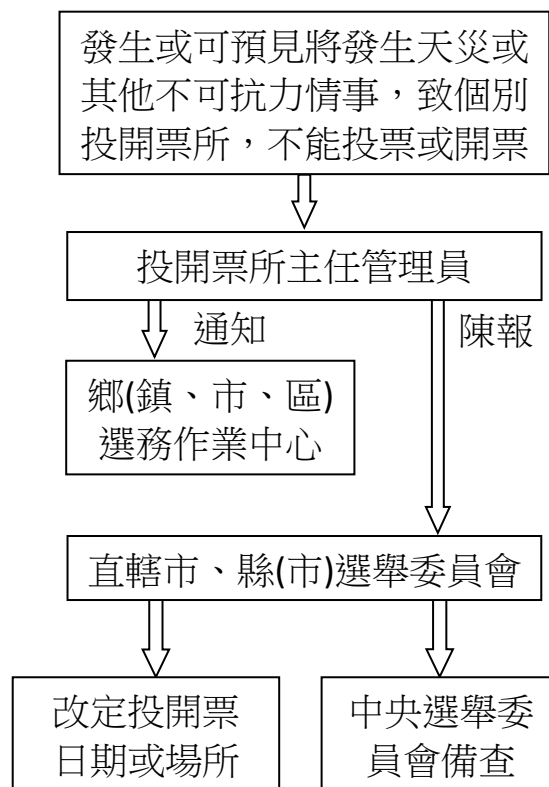 發生或可預見將發生天災或
其他不可抗力情事，致個別
投開票所，不能投票或開票
投開票所主任管理員
通知
陳報
鄉(鎮、市、區)
選務作業中心
直轄市、縣(市)選舉委員會
改定投開票
日期或場所
中央選舉委
員會備查